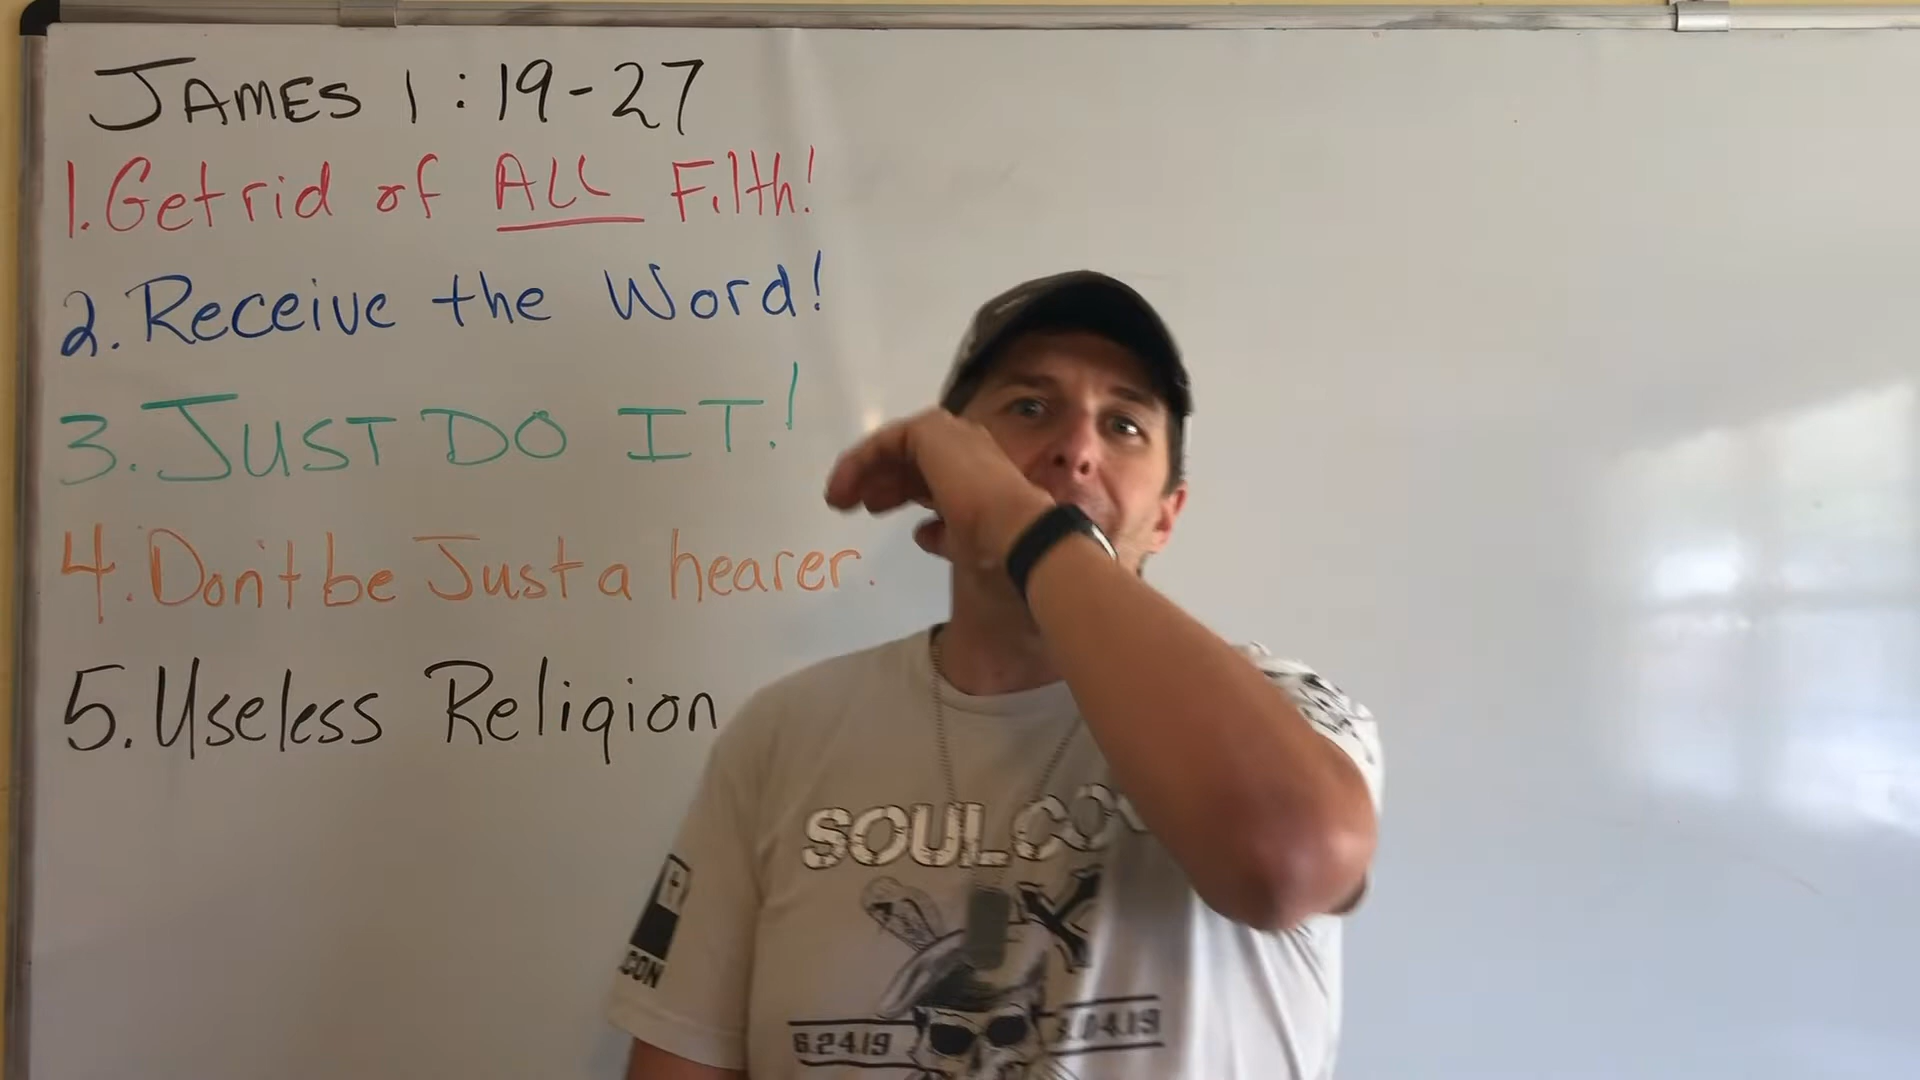 JAMES 1:19-27
1. Get rid of ALL Filth!
2. Receive the Word!
3. JUST DO IT!
4. Don't be Just a hearer.
5. Useless Religion
CON
6.24.19